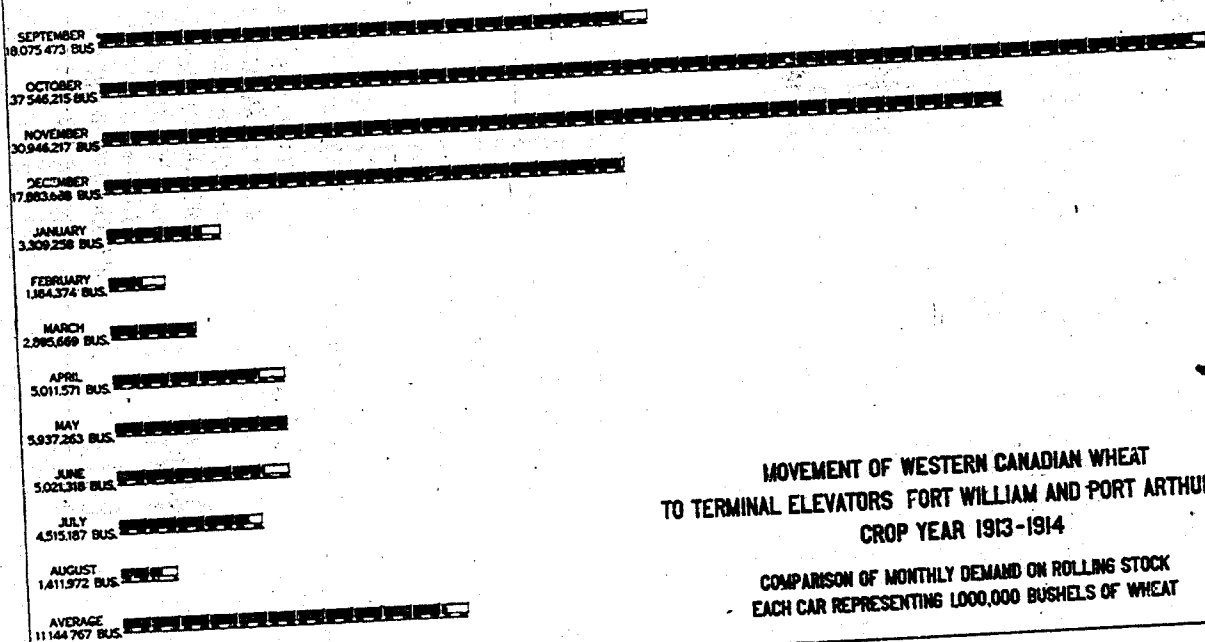 SEPTEMBER
18,075 473 BUS
OCTOBER
37 546,215 BUS
NOVEMBER
30,946,217 BUS
DECEMBER
17,883,688 BUS.
JANUARY
3,309,258 BUS.
FEBRUARY
1,184,374 BUS.
MARCH
2,895,669 BUS.
APRIL
5,011,571 BUS.
MAY
5,937,263 BUS.
JUNE
5,021,318 BUS.
JULY
4,515,187 BUS.
AUGUST
1,411,972 BUS.
AVERAGE
11 144 767 BUS.
MOVEMENT OF WESTERN CANADIAN WHEAT
TO TERMINAL ELEVATORS FORT WILLIAM AND PORT ARTHUR
CROP YEAR 1913-1914
COMPARISON OF MONTHLY DEMAND ON ROLLING STOCK
EACH CAR REPRESENTING 1,000,000 BUSHELS OF WHEAT